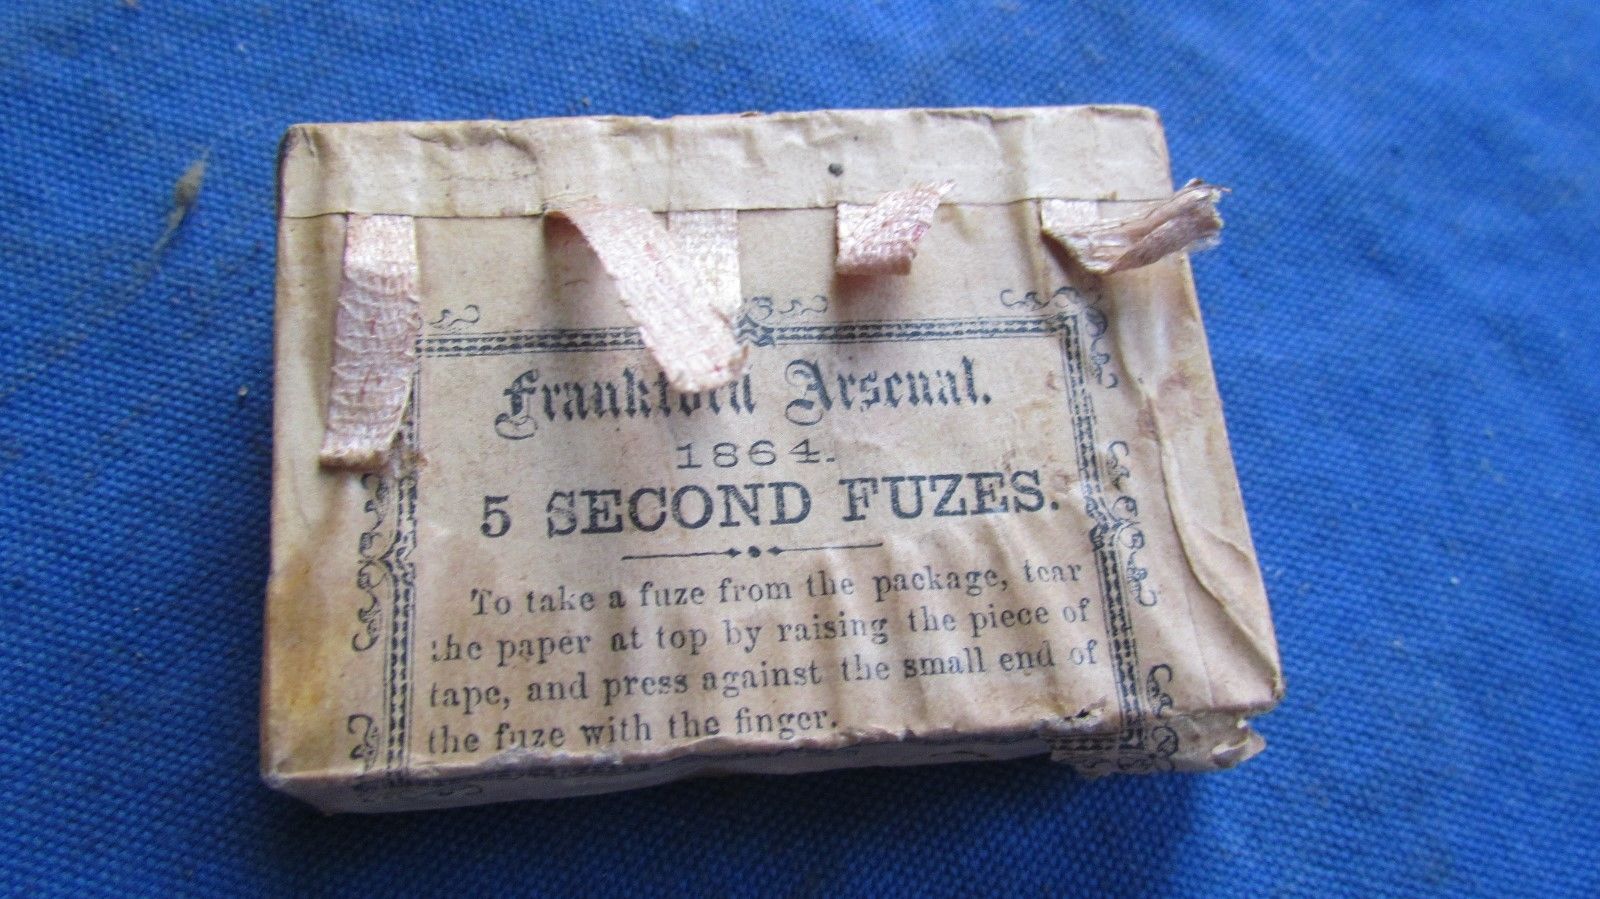 Frankford Arsenal.
1864.
5 SECOND FUZES.
To take a fuze from the package, tear
the paper at top by raising the piece of
tape, and press against the small end of
the fuze with the finger.